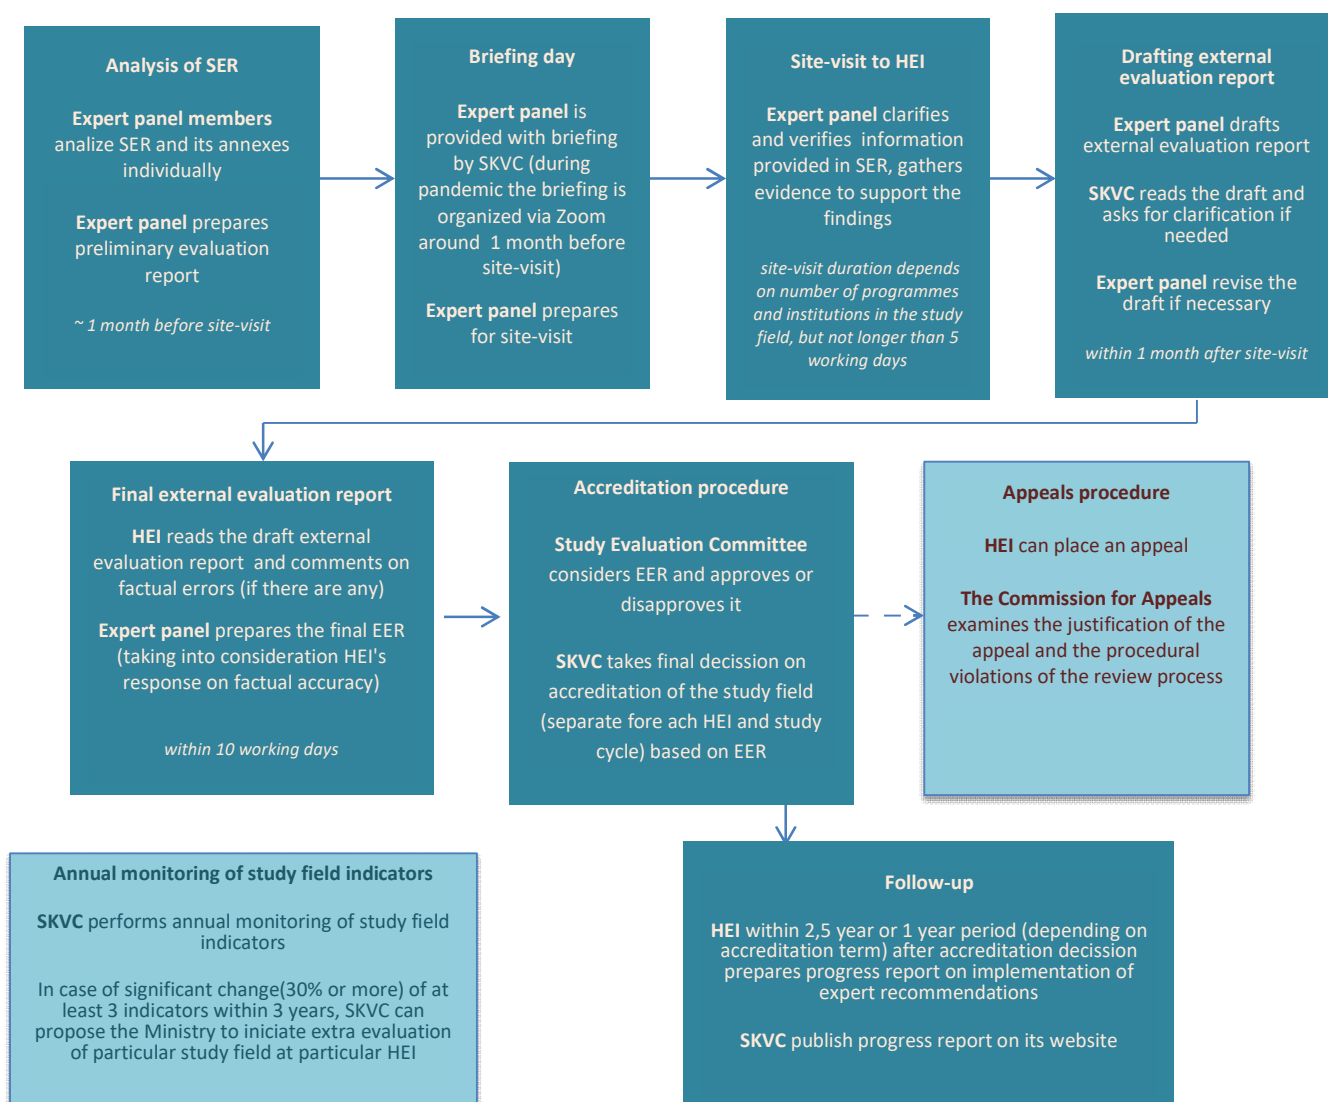 Analysis of SER
Expert panel members
analize SER and its annexes
individually
Expert panel prepares
preliminary evaluation
report
~ 1 month before site-visit
Briefing day
Expert panel is
provided with briefing
by SKVC (during
pandemic the briefing is
organized via Zoom
around 1 month before
site-visit)
Expert panel prepares
for site-visit
Site-visit to HEI
Expert panel clarifies
and verifies information
provided in SER, gathers
evidence to support the
findings
site-visit duration depends
on number of programmes
and institutions in the study
field, but not longer than 5
working days
Drafting external
evaluation report
Expert panel drafts
external evaluation report
SKVC reads the draft and
asks for clarification if
needed
Expert panel revise the
draft if necessary
within 1 month after site-visit
Final external evaluation report
HEI reads the draft external
evaluation report and comments on
factual errors (if there are any)
Expert panel prepares the final EER
(taking into consideration HEI's
response on factual accuracy)
within 10 working days
Accreditation procedure
Study Evaluation Committee
considers EER and approves or
disapproves it
SKVC takes final decission on
accreditation of the study field
(separate fore ach HEI and study
cycle) based on EER
Appeals procedure
HEI can place an appeal
The Commission for Appeals
examines the justification of the
appeal and the procedural
violations of the review process
Annual monitoring of study field indicators
SKVC performs annual monitoring of study field
indicators
In case of significant change(30% or more) of at
least 3 indicators within 3 years, SKVC can
propose the Ministry to iniciate extra evaluation
of particular study field at particular HEI
Follow-up
HEI within 2,5 year or 1 year period (depending on
accreditation term) after accreditation decission
prepares progress report on implementation of
expert recommendations
SKVC publish progress report on its website